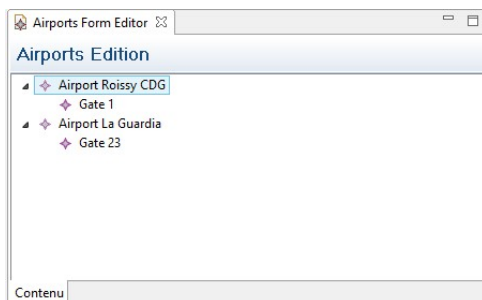 Airports Form Editor
Airports Edition
Airport Roissy CDG
Gate 1
Airport La Guardia
Gate 23
Contenu